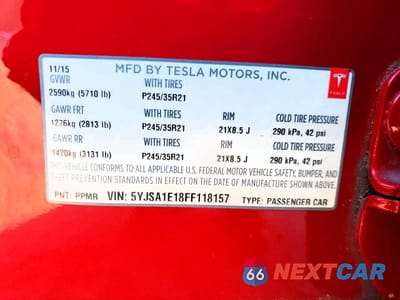 11/15 MFD BY TESLA MOTORS, INC.
GVWR WITH TIRES
2590kg (5710 lb) P245/35R21 TESLA
GAWR FRT WITH TIRES RIM COLD TIRE PRESSURE
1276kg (2813 lb) P245/35R21 21X8.5 J 290 kPa, 42 psi
GAWR RR WITH TIRES RIM COLD TIRE PRESSURE
1420kg (3131 lb) P245/35R21 21X8.5 J 290 kPa, 42 psi
THIS VEHICLE CONFORMS TO ALL APPLICABLE U.S. FEDERAL MOTOR VEHICLE SAFETY, BUMPER, AND
THEFT PREVENTION STANDARDS IN EFFECT ON THE DATE OF MANUFACTURE SHOWN ABOVE.
PNT: PPMR VIN: 5YJSA1E18FF118157 TYPE: PASSENGER CAR
66 NEXTCAR